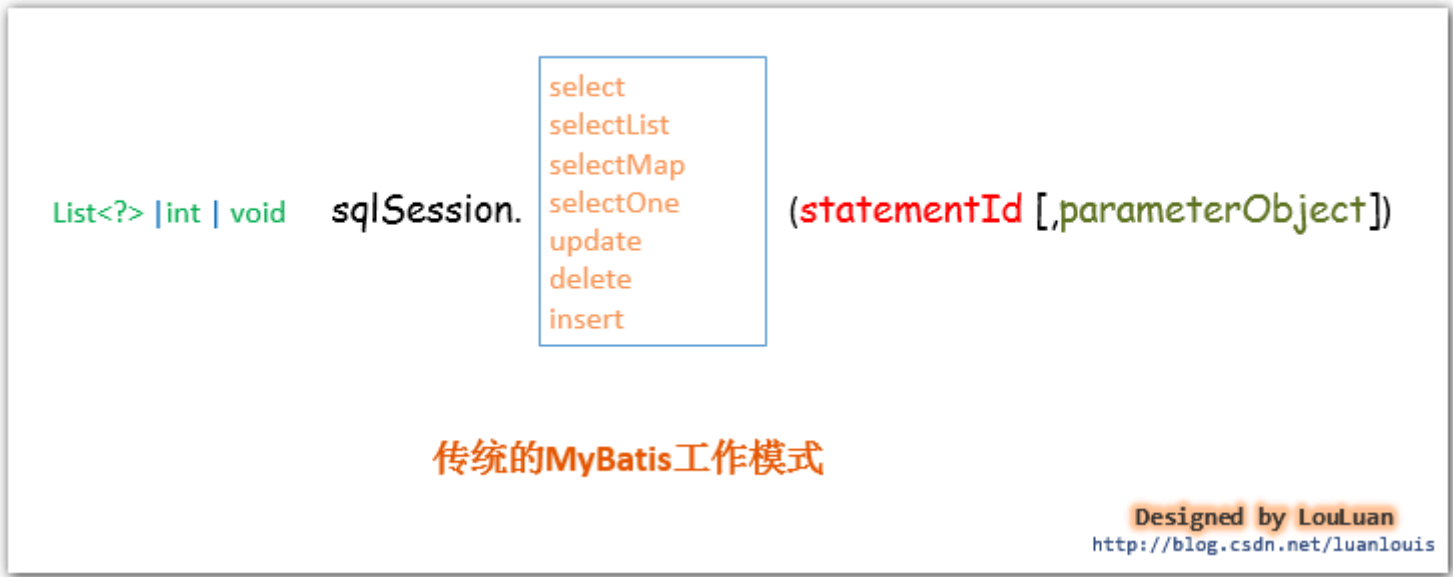 select
selectList
selectMap
List<?> |int | void sqlSession. selectOne (statementId [,parameterObject])
update
delete
insert
传统的MyBatis工作模式
Designed by LouLuan
http://blog.csdn.net/luanlouis